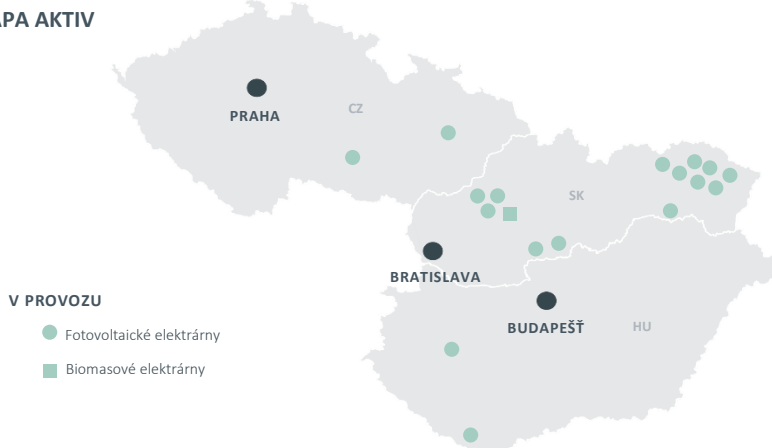 APA AKTIV
CZ
PRAHA
SK
BRATISLAVA
V PROVOZU
BUDAPEŠŤ
HU
Fotovoltaické elektrárny
Biomasové elektrárny